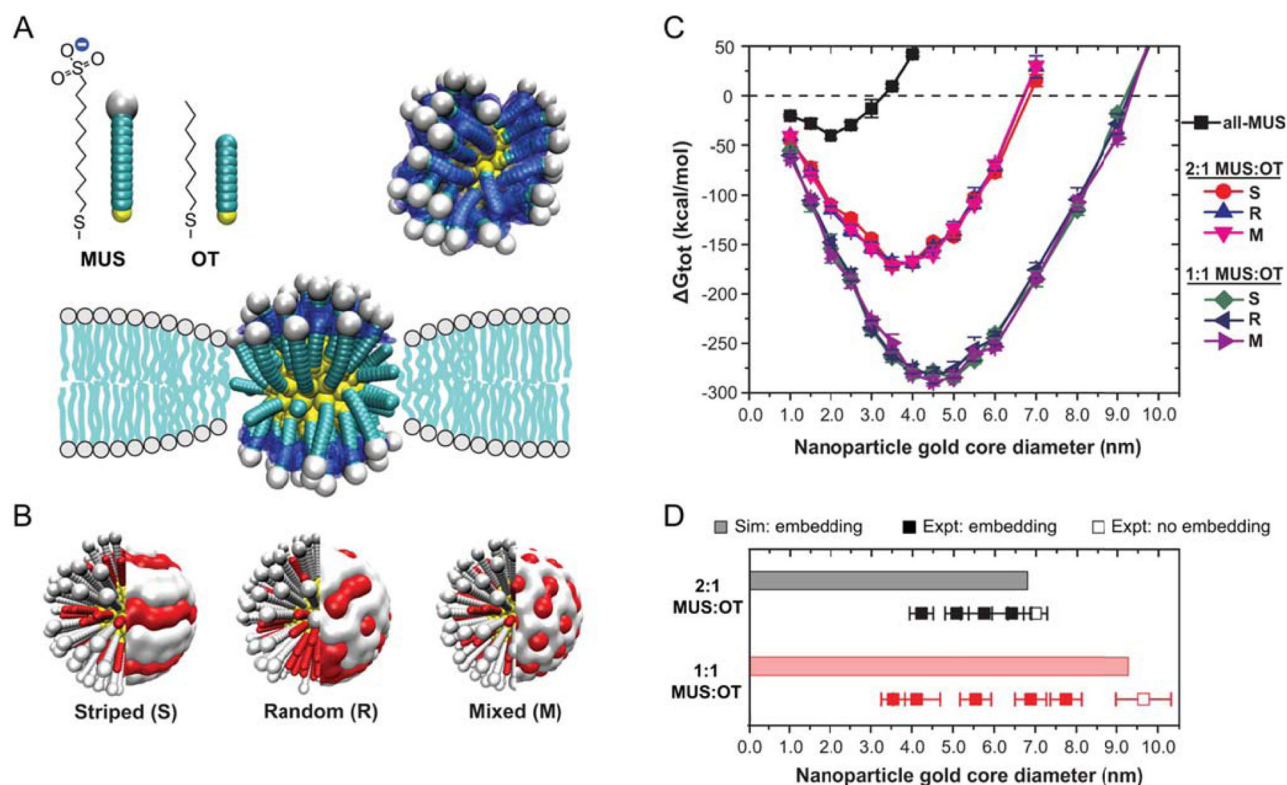 A
O
O
S
O
S
MUS
S
OT
B
Striped (S)
Random (R)
Mixed (M)
C
ΔGtot (kcal/mol)
50
0
-50
-100
-150
-200
-250
-300
0.0 1.0 2.0 3.0 4.0 5.0 6.0 7.0 8.0 9.0 10.0
Nanoparticle gold core diameter (nm)
all-MUS
2:1 MUS:OT
S
R
M
1:1 MUS:OT
S
R
M
D
Sim: embedding Expt: embedding Expt: no embedding
2:1
MUS:OT
1:1
MUS:OT
0.0 1.0 2.0 3.0 4.0 5.0 6.0 7.0 8.0 9.0 10.0
Nanoparticle gold core diameter (nm)